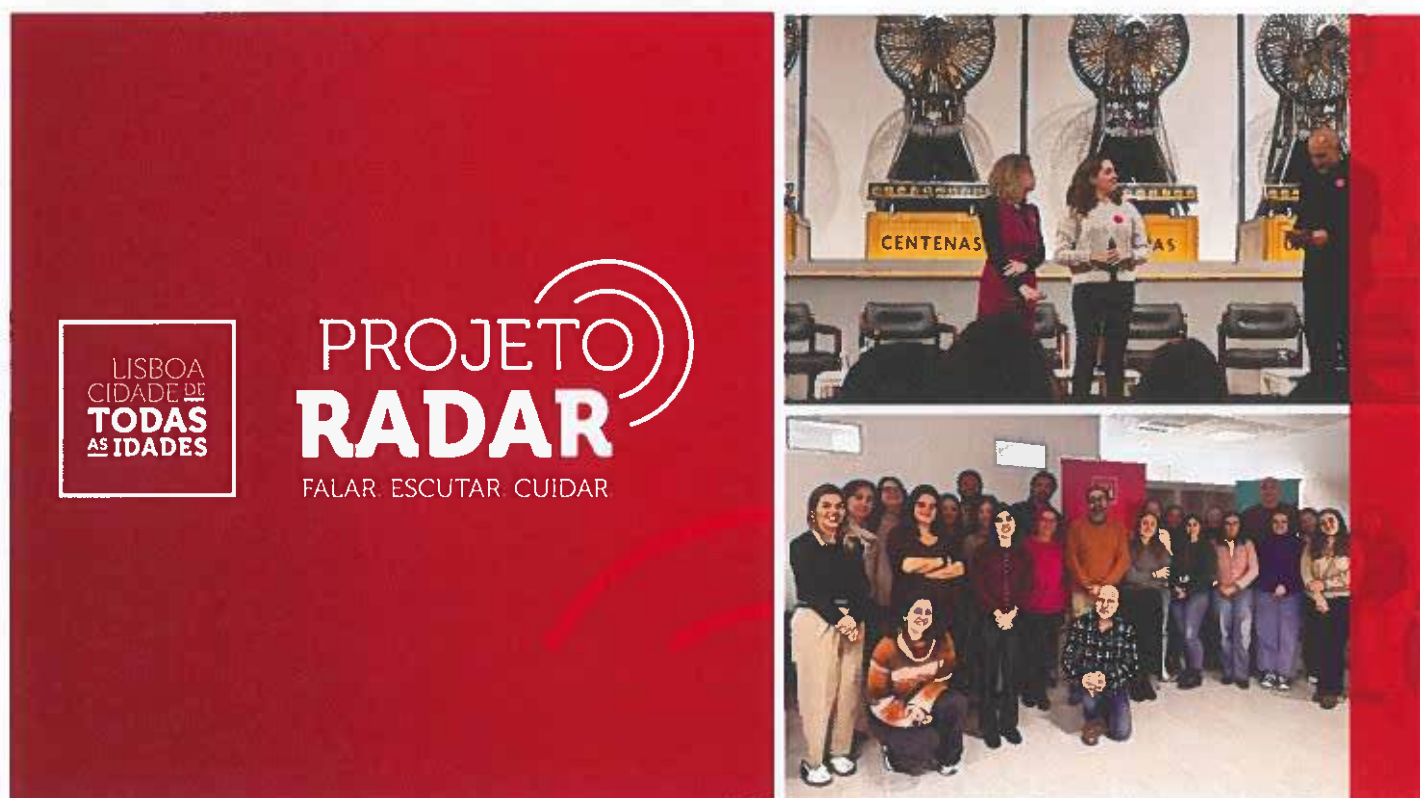 LISBOA
CIDADE DE
TODAS
AS IDADES
PROJETO
RADAR
FALAR. ESCUTAR. CUIDAR.
CENTENAS